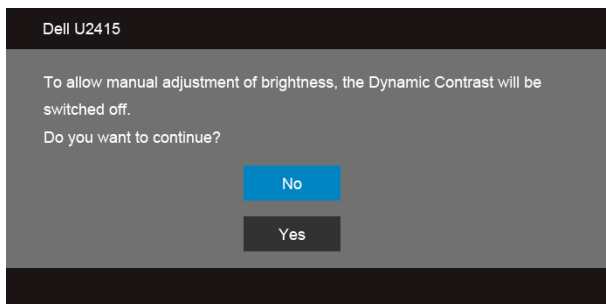 Dell U2415
To allow manual adjustment of brightness, the Dynamic Contrast will be
switched off.
Do you want to continue?
No
Yes